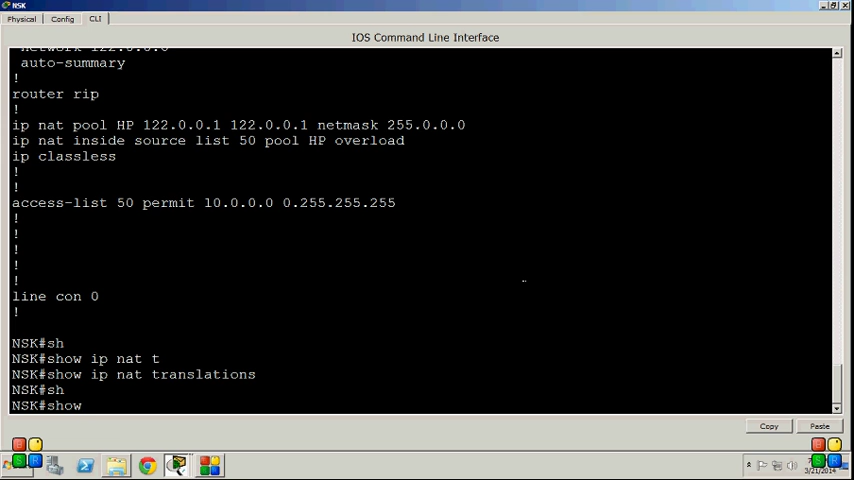 NSK
Physical Config CLI
IOS Command Line Interface
network 122.0.0.0
auto-summary
!
router rip
!
ip nat pool HP 122.0.0.1 122.0.0.1 netmask 255.0.0.0
ip nat inside source list 50 pool HP overload
ip classless
!
!
access-list 50 permit 10.0.0.0 0.255.255.255
!
!
!
!
!
line con 0
!
NSK#sh
NSK#show ip nat t
NSK#show ip nat translations
NSK#sh
NSK#show
Copy Paste
3/21/2014